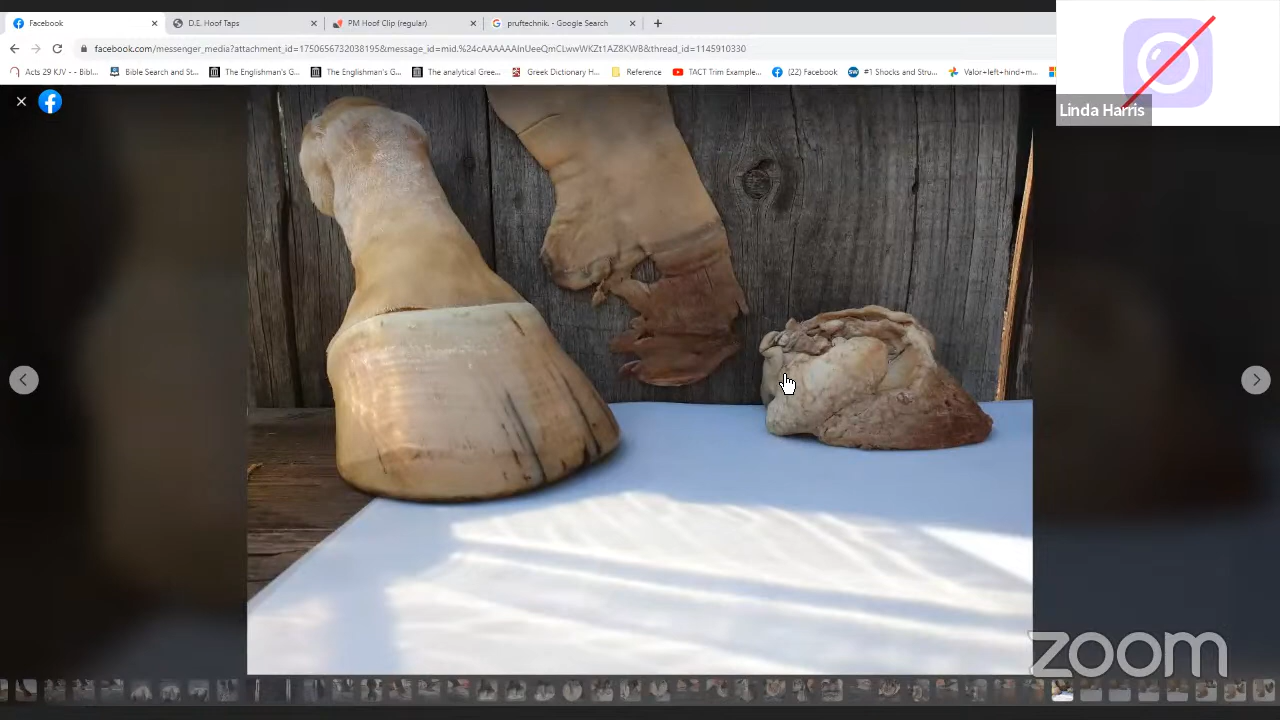 Facebook
D.E. Hoof Taps
PM Hoof Clip (regular)
pruftechnik. - Google Search
facebook.com/messenger_media?attachment_id=1750656732038195&message_id=mid.%24cAAAAAAInUeeQmCLwwWKZt1AZ8KWB&thread_id=1145910330
Acts 29 KJV -- Bibl...
Bible Search and St...
The Englishman's G...
The Englishman's G...
The analytical Gree...
Greek Dictionary H...
Reference
TACT Trim Example...
(22) Facebook
#1 Shocks and Stru...
Valor+left+hind+m...
Linda Harris
zoom